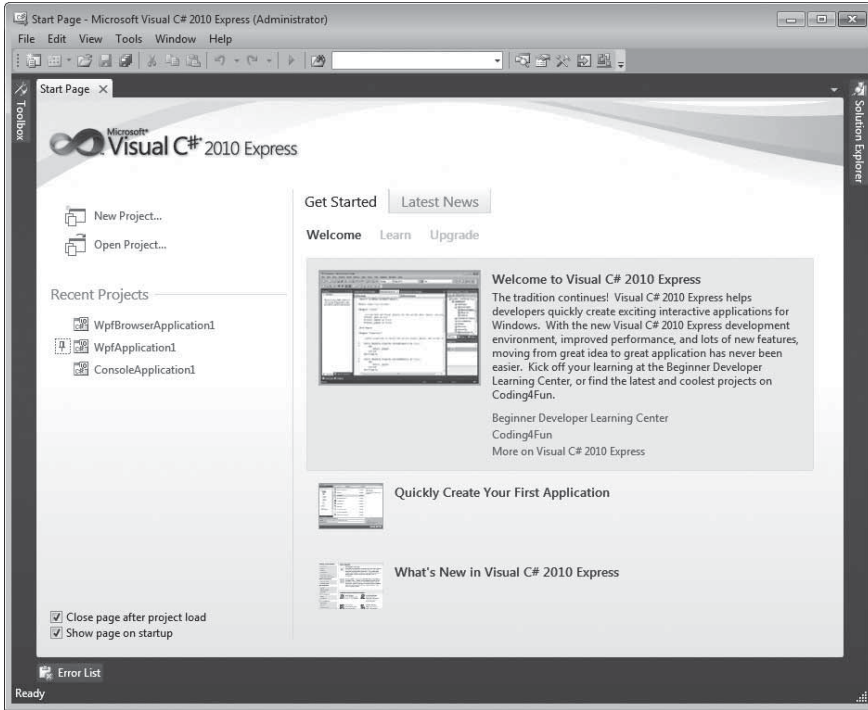 Start Page - Microsoft Visual C# 2010 Express (Administrator)
File Edit View Tools Window Help
Toolbox
Start Page
Solution Explorer
Microsoft®
Visual C#® 2010 Express
New Project...
Open Project...
Recent Projects
WpfBrowserApplication1
WpfApplication1
ConsoleApplication1
Close page after project load
Show page on startup
Get Started Latest News
Welcome Learn Upgrade
Welcome to Visual C# 2010 Express
The tradition continues! Visual C# 2010 Express helps
developers quickly create exciting interactive applications for
Windows. With the new Visual C# 2010 Express development
environment, improved performance, and lots of new features,
moving from great idea to great application has never been
easier. Kick off your learning at the Beginner Developer
Learning Center, or find the latest and coolest projects on
Coding4Fun.
Beginner Developer Learning Center
Coding4Fun
More on Visual C# 2010 Express
Quickly Create Your First Application
What's New in Visual C# 2010 Express
Error List
Ready